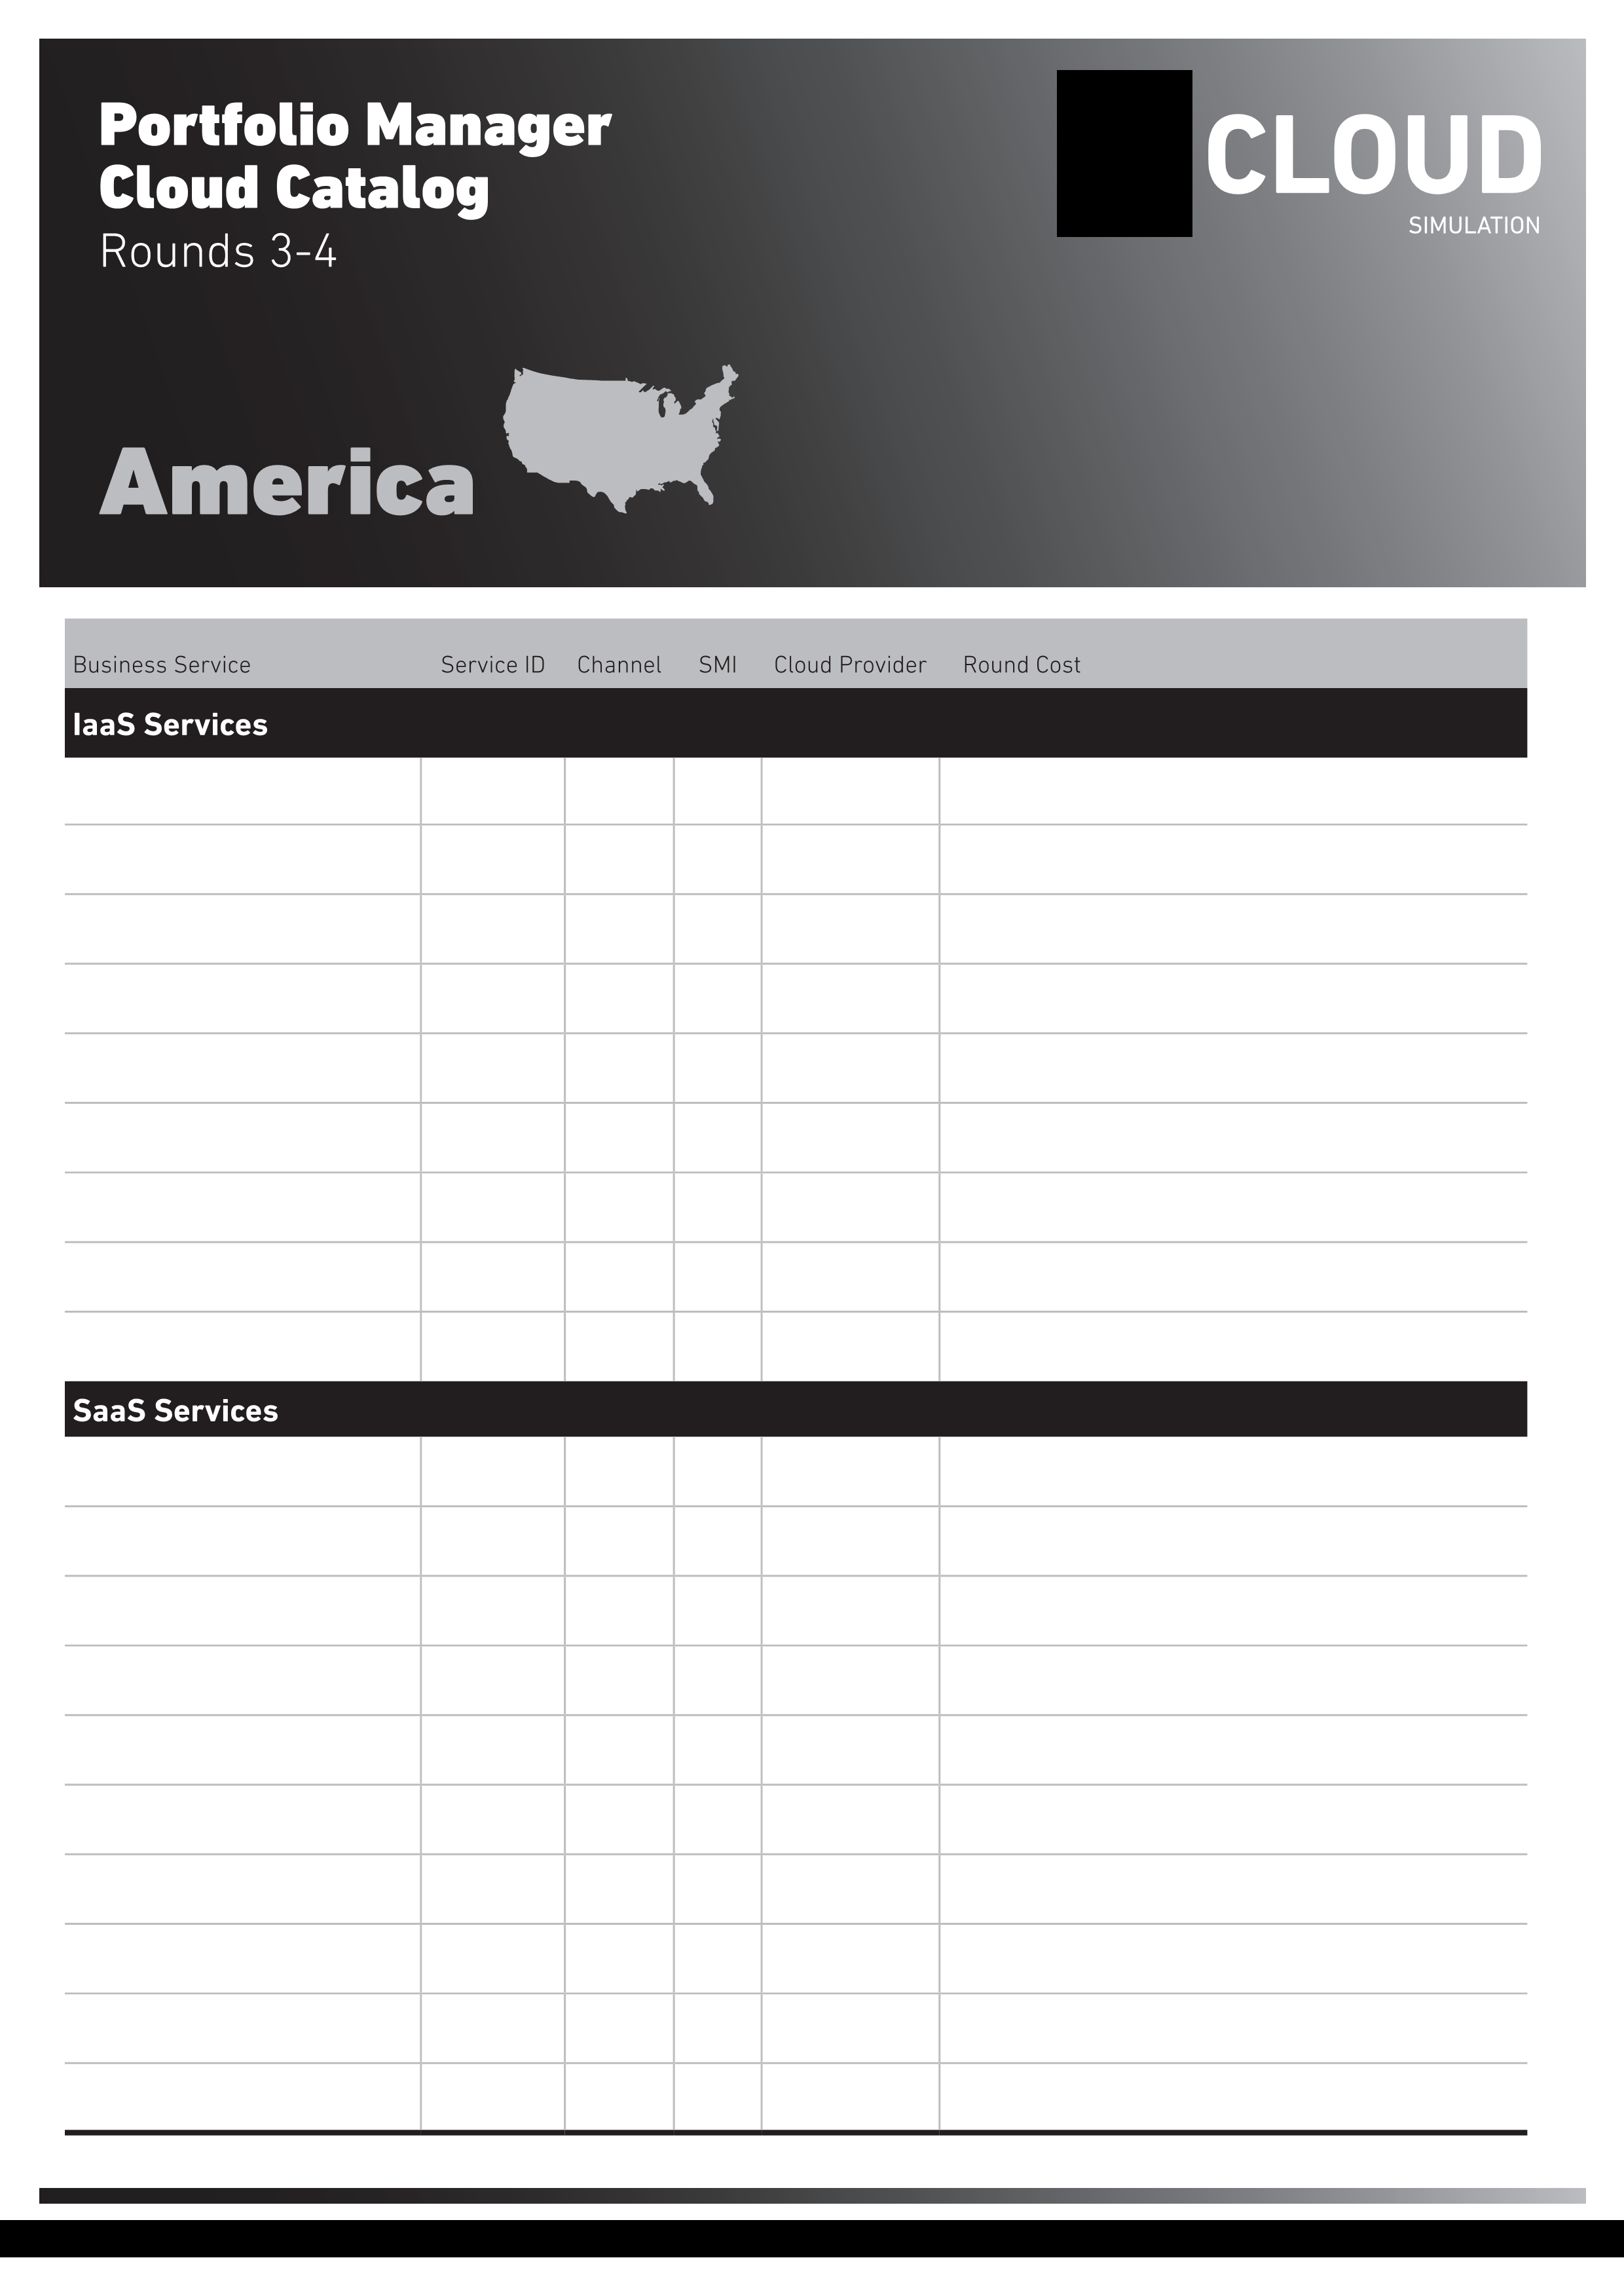 Portfolio Manager
Cloud Catalog
Rounds 3-4
CLOUD
SIMULATION
America
Business Service Service ID Channel SMI Cloud Provider Round Cost
IaaS Services
SaaS Services